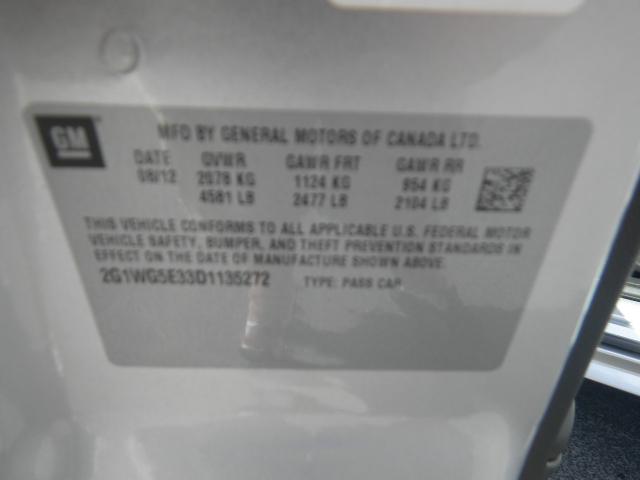 GM
MFD BY GENERAL MOTORS OF CANADA LTD.
DATE GVWR GAWR FRT GAWR RR
08/12 2078 KG 1124 KG 954 KG
4581 LB 2477 LB 2104 LB
THIS VEHICLE CONFORMS TO ALL APPLICABLE U.S. FEDERAL MOTOR
VEHICLE SAFETY, BUMPER, AND THEFT PREVENTION STANDARDS IN
EFFECT ON THE DATE OF MANUFACTURE SHOWN ABOVE.
2G1WG5E33D1135272 TYPE: PASS CAR